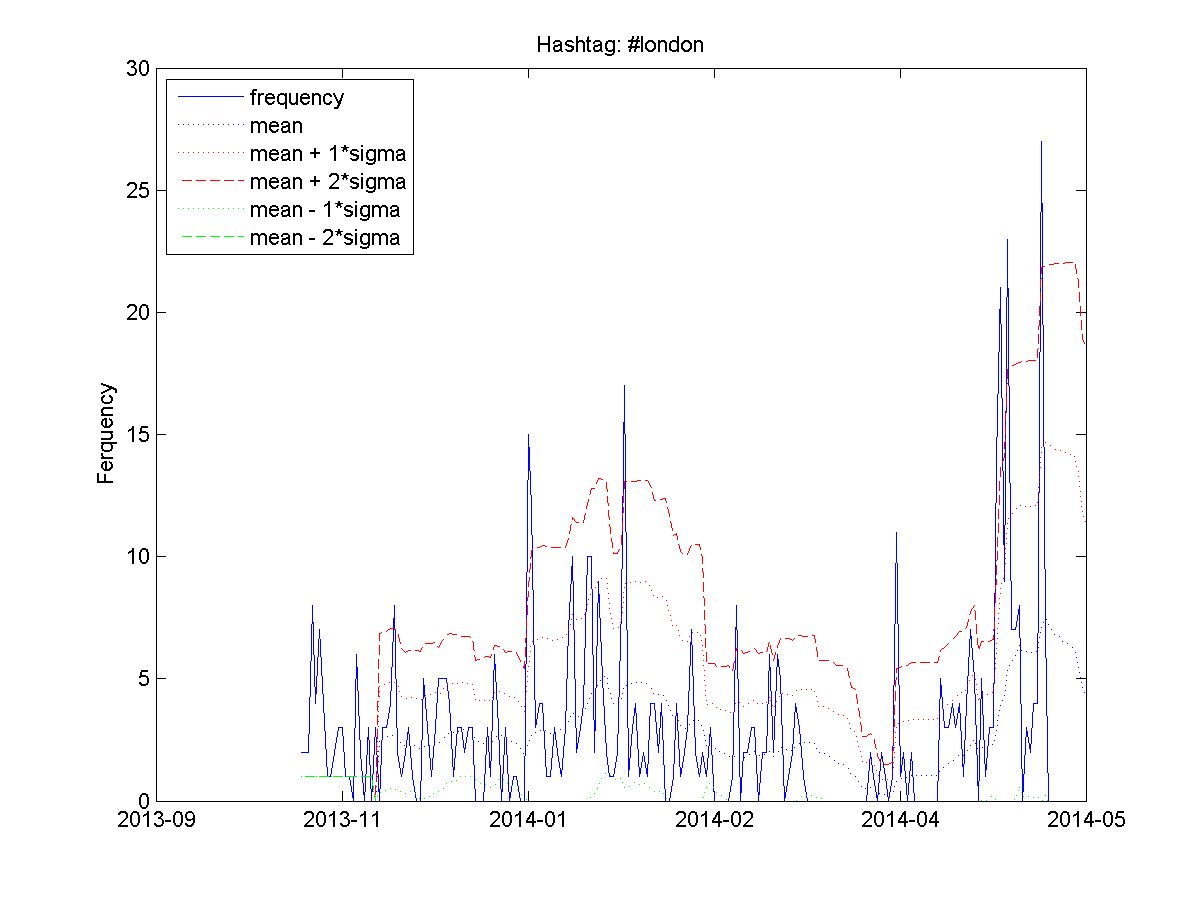 Hashtag: #london
30
frequency
mean
mean + 1*sigma
mean + 2*sigma
mean - 1*sigma
mean - 2*sigma
25
20
15
10
5
0
Ferquency
2013-09 2013-11 2014-01 2014-02 2014-04 2014-05